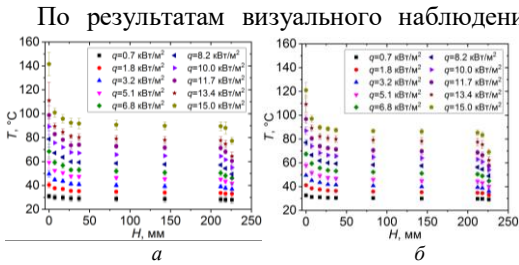 По результатам визуального наблюдени
160
140
120
100
80
60
40
20
T, °C
q=0.7 кВт/м² q=8.2 кВт/м²
q=1.8 кВт/м² q=10.0 кВт/м²
q=3.2 кВт/м² q=11.7 кВт/м²
q=5.1 кВт/м² q=13.4 кВт/м²
q=6.8 кВт/м² q=15.0 кВт/м²
0 50 100 150 200 250
H, мм
а
160
140
120
100
80
60
40
20
T, °C
q=0.7 кВт/м² q=8.2 кВт/м²
q=1.8 кВт/м² q=10.0 кВт/м²
q=3.2 кВт/м² q=11.7 кВт/м²
q=5.1 кВт/м² q=13.4 кВт/м²
q=6.8 кВт/м² q=15.0 кВт/м²
0 50 100 150 200 250
H, мм
б